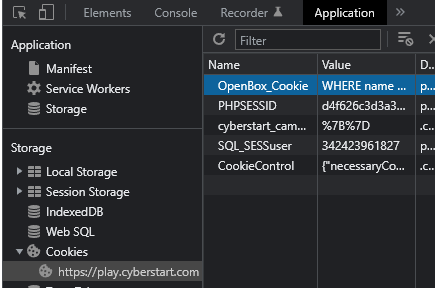 Elements Console Recorder Application »
Application
Manifest
Service Workers
Storage
Storage
Local Storage
Session Storage
IndexedDB
Web SQL
Cookies
https://play.cyberstart.com
Filter
Name Value D...
OpenBox_Cookie WHERE name ... p...
PHPSESSID d4f626c3d3a3... p...
cyberstart_cam... %7B%7D .c...
SQL_SESSuser 342423961827 p...
CookieControl {"necessaryCo... .c...